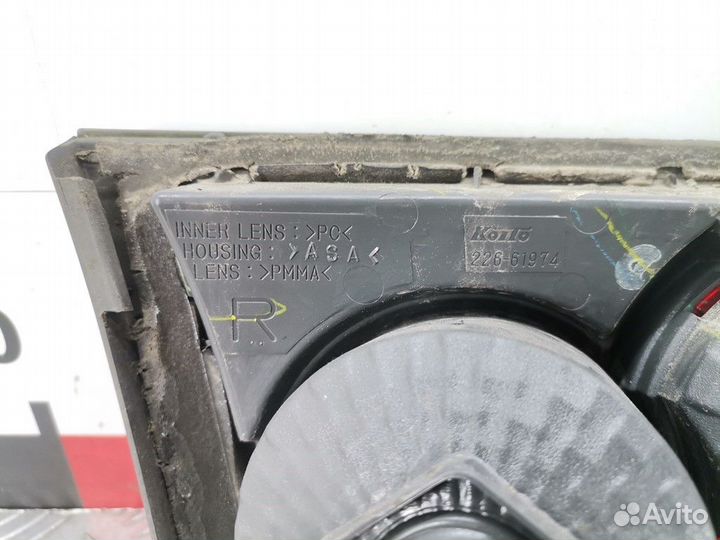 INNER LENS : >PC<
HOUSING : >ASA<
LENS : >PMMA<
R
Koito
226-61974
Avito